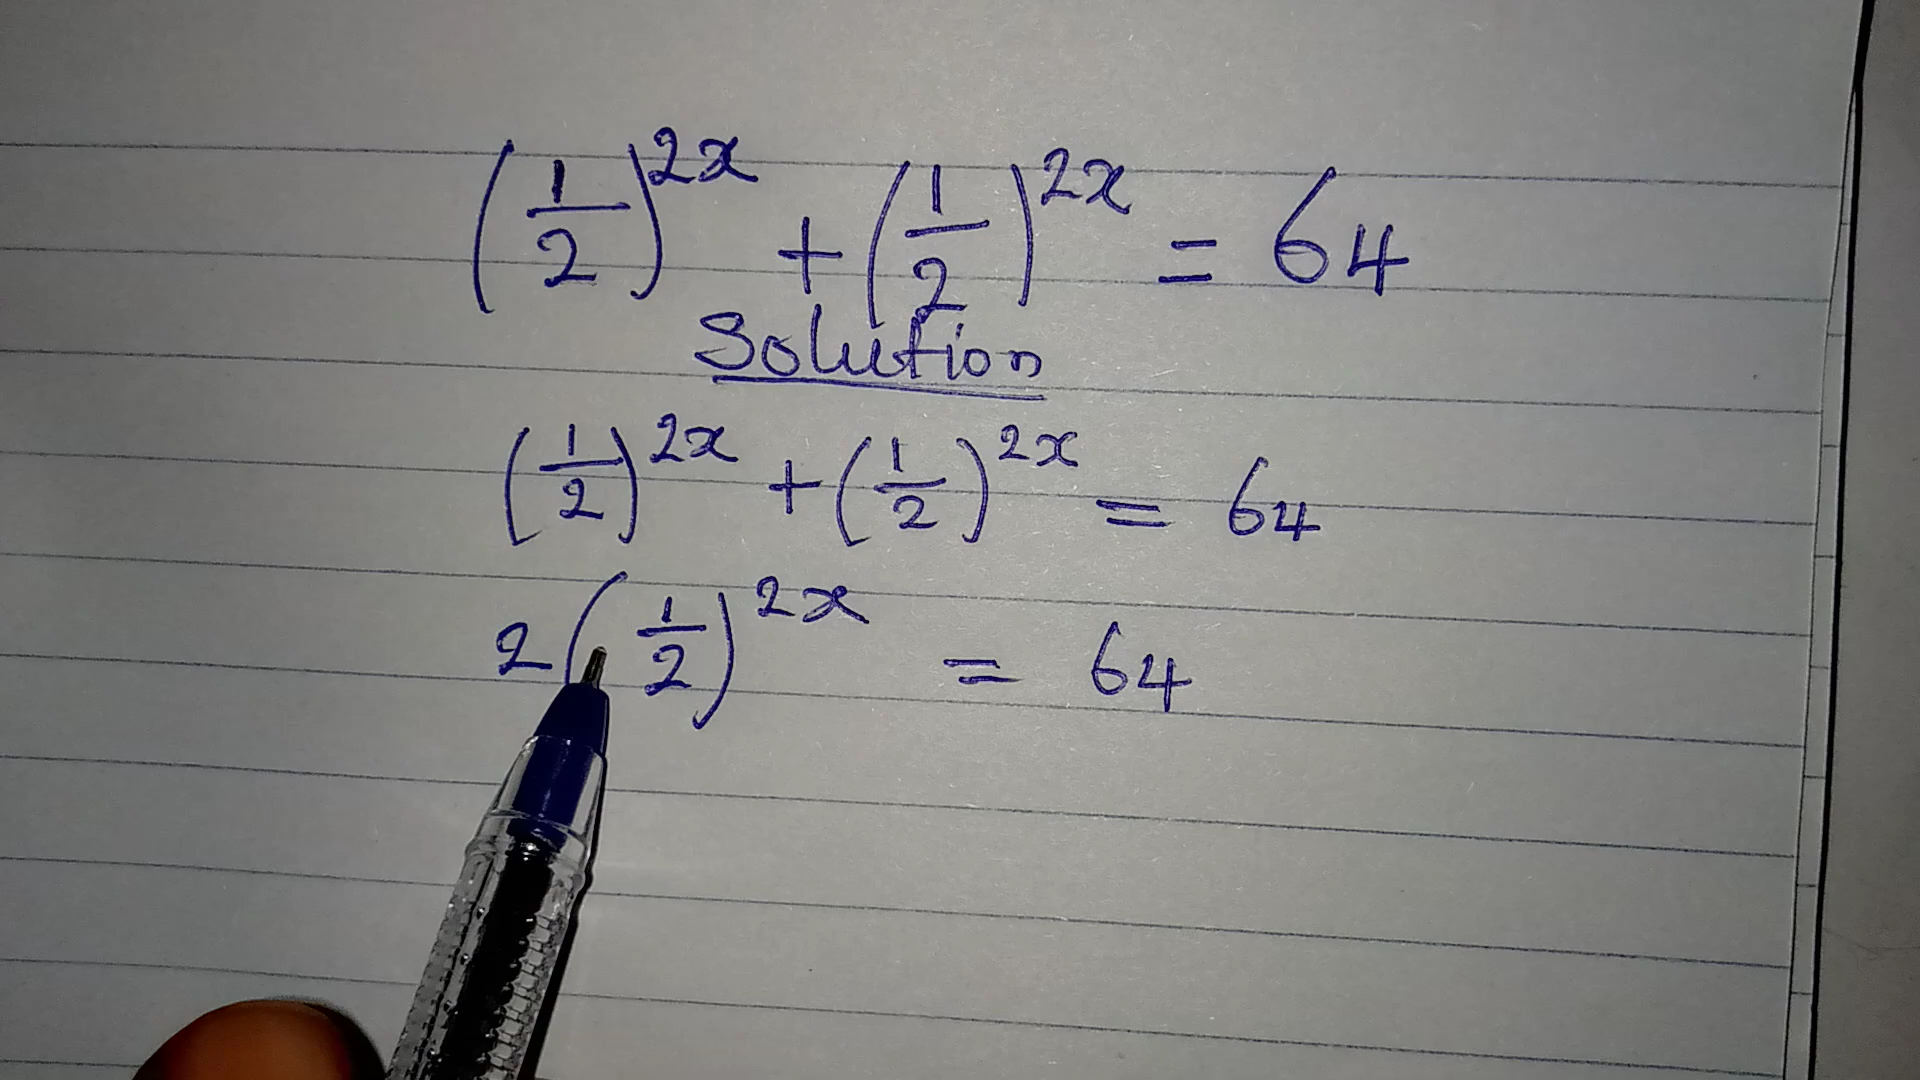 (1/2)^2x + (1/2)^2x = 64
Solution
(1/2)^2x + (1/2)^2x = 64
2(1/2)^2x = 64